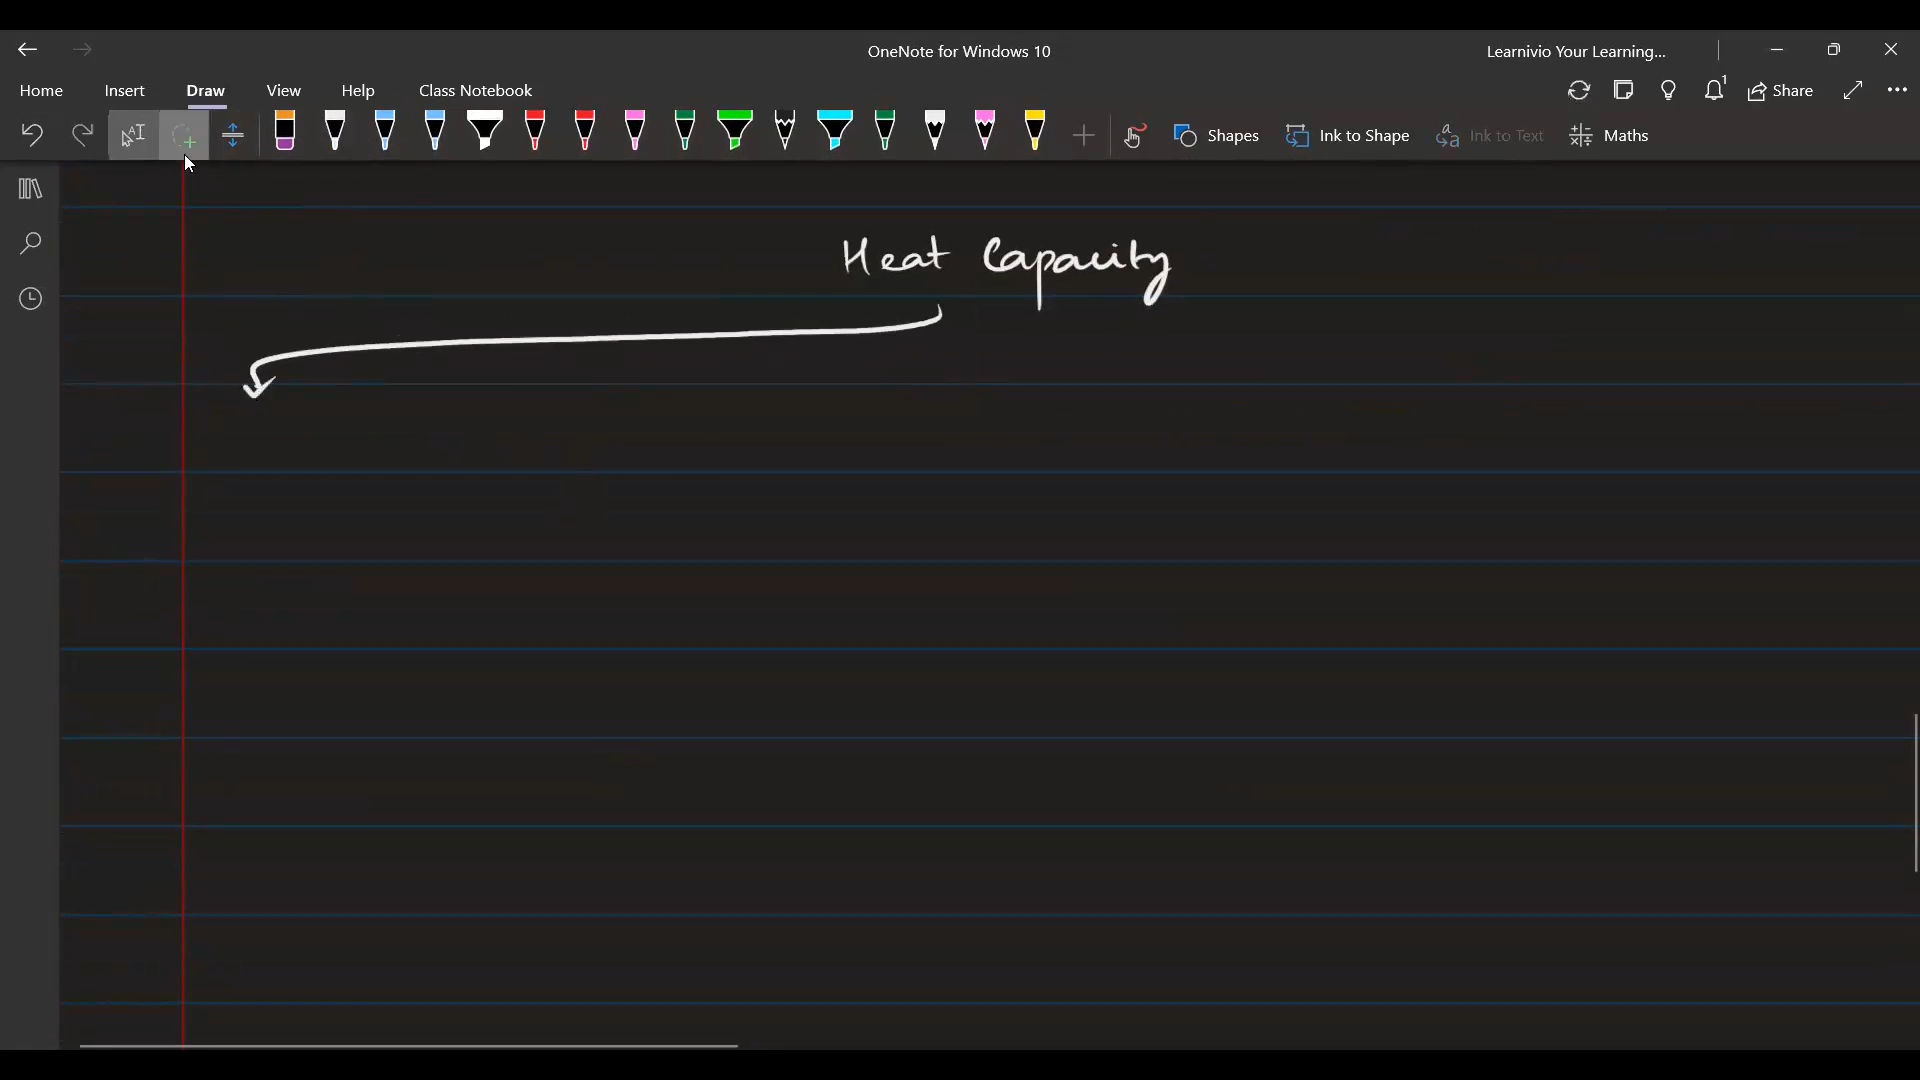 OneNote for Windows 10
Learnivio Your Learning...
Home Insert Draw View Help Class Notebook
1
Share
Shapes Ink to Shape Ink to Text Maths
Heat Capacity